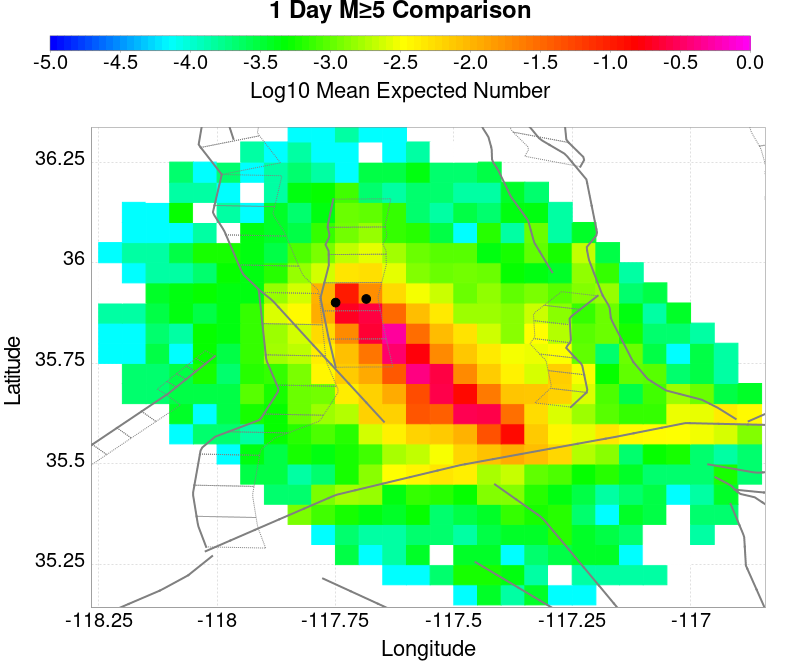 1 Day M≥5 Comparison
-5.0 -4.5 -4.0 -3.5 -3.0 -2.5 -2.0 -1.5 -1.0 -0.5 0.0
Log10 Mean Expected Number
36.25
36
35.75
35.5
35.25
Latitude
-118.25 -118 -117.75 -117.5 -117.25 -117
Longitude